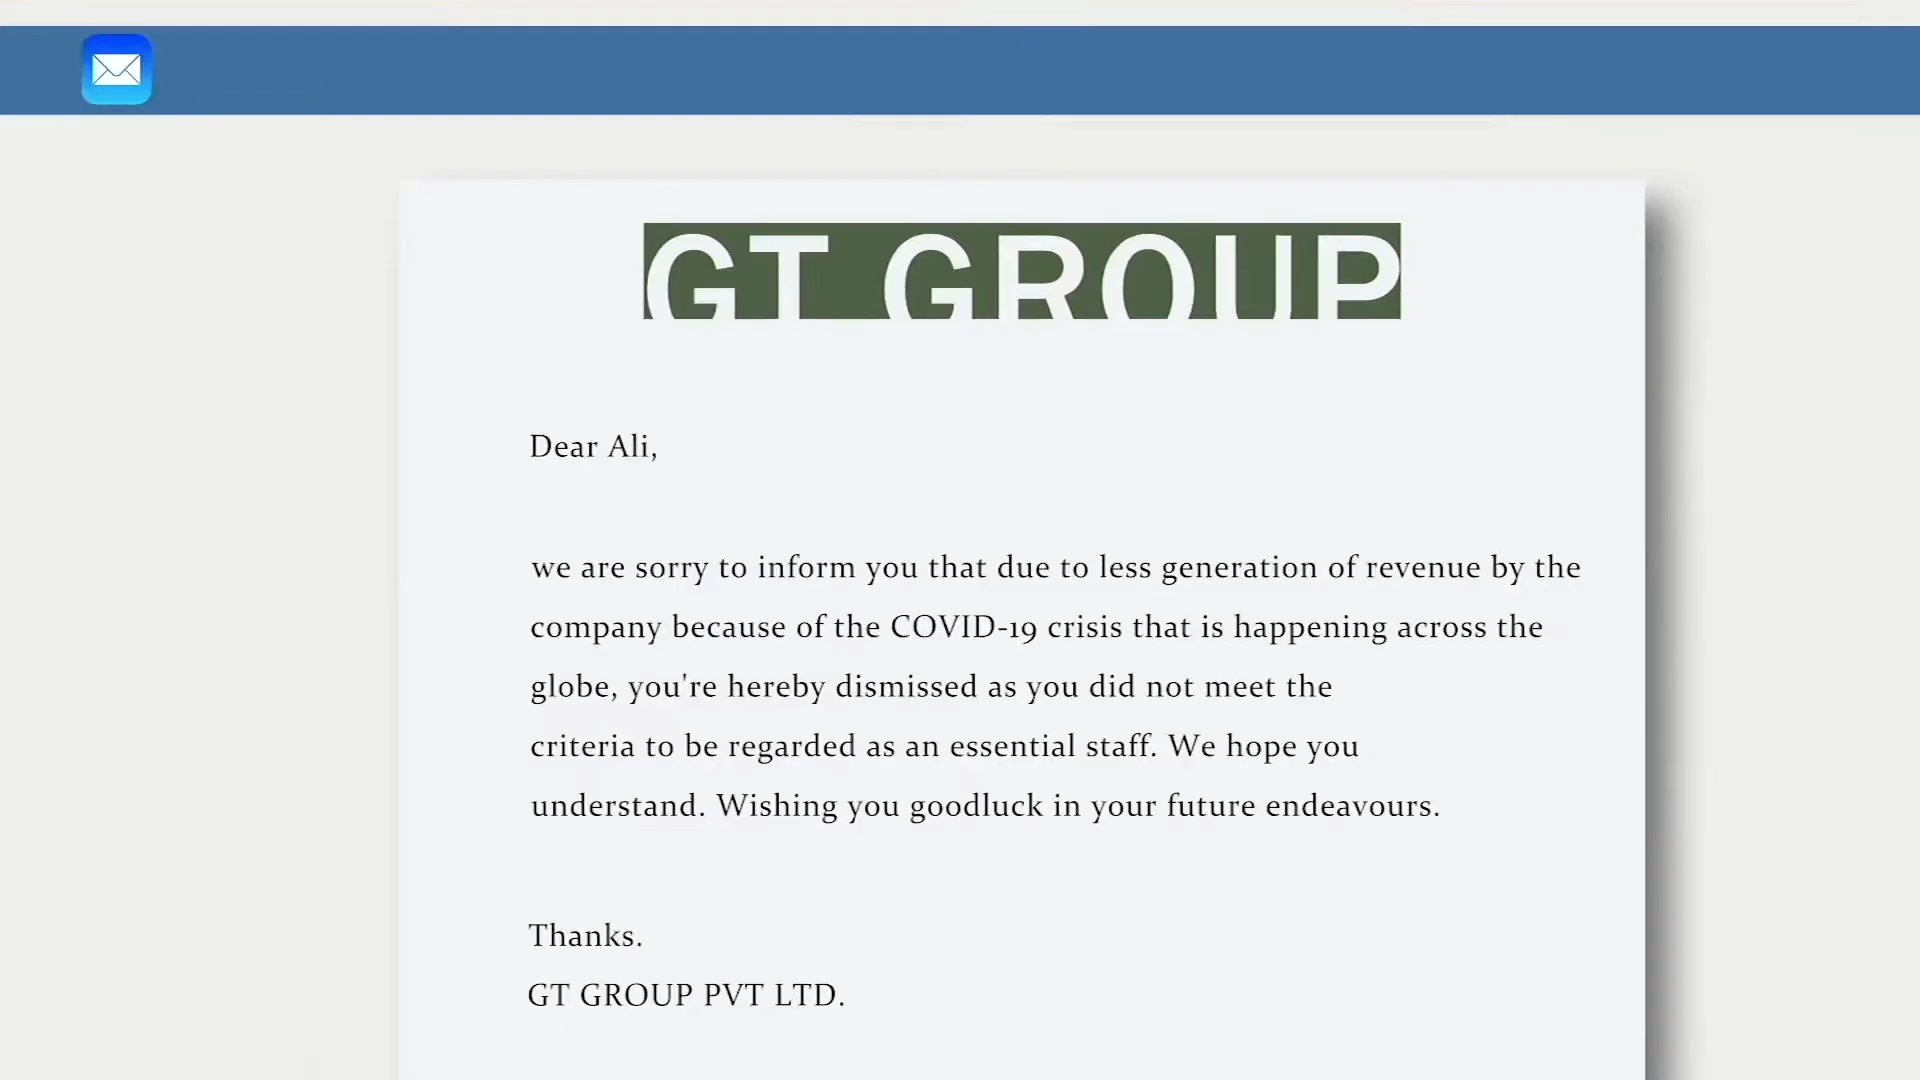 GT GROUP
Dear Ali,
we are sorry to inform you that due to less generation of revenue by the
company because of the COVID-19 crisis that is happening across the
globe, you're hereby dismissed as you did not meet the
criteria to be regarded as an essential staff. We hope you
understand. Wishing you goodluck in your future endeavours.
Thanks.
GT GROUP PVT LTD.